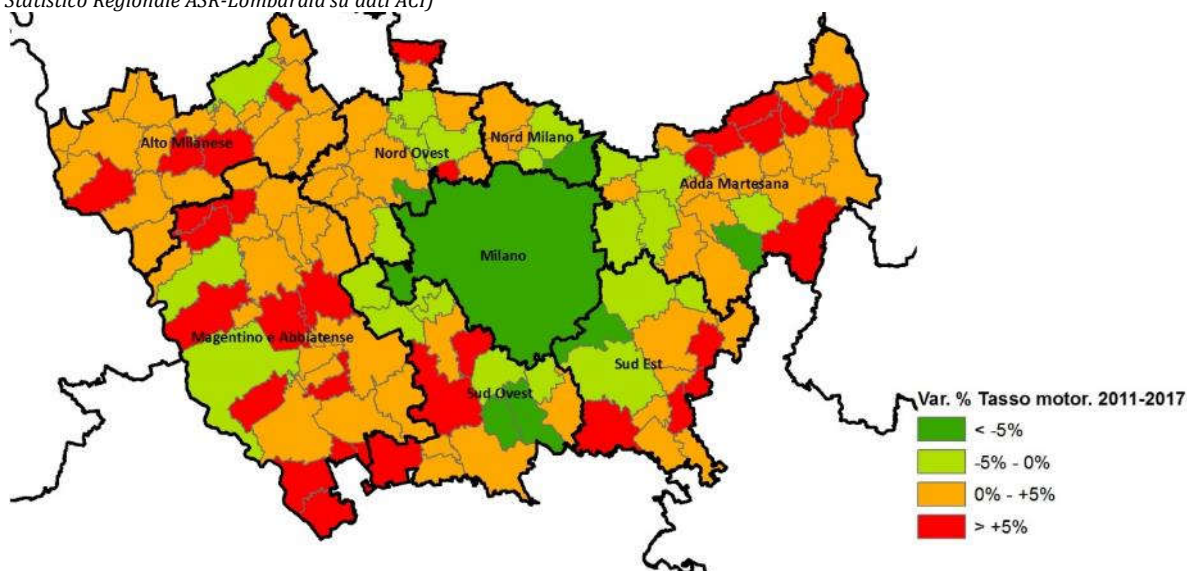 Statistico Regionale ASR-Lombardia su dati ACI)
Alto Milanese
Nord Ovest
Nord Milano
Adda Martesana
Milano
Magentino e Abbiatense
Sud Ovest
Sud Est
Var. % Tasso motor. 2011-2017
< -5%
-5% - 0%
0% - +5%
> +5%